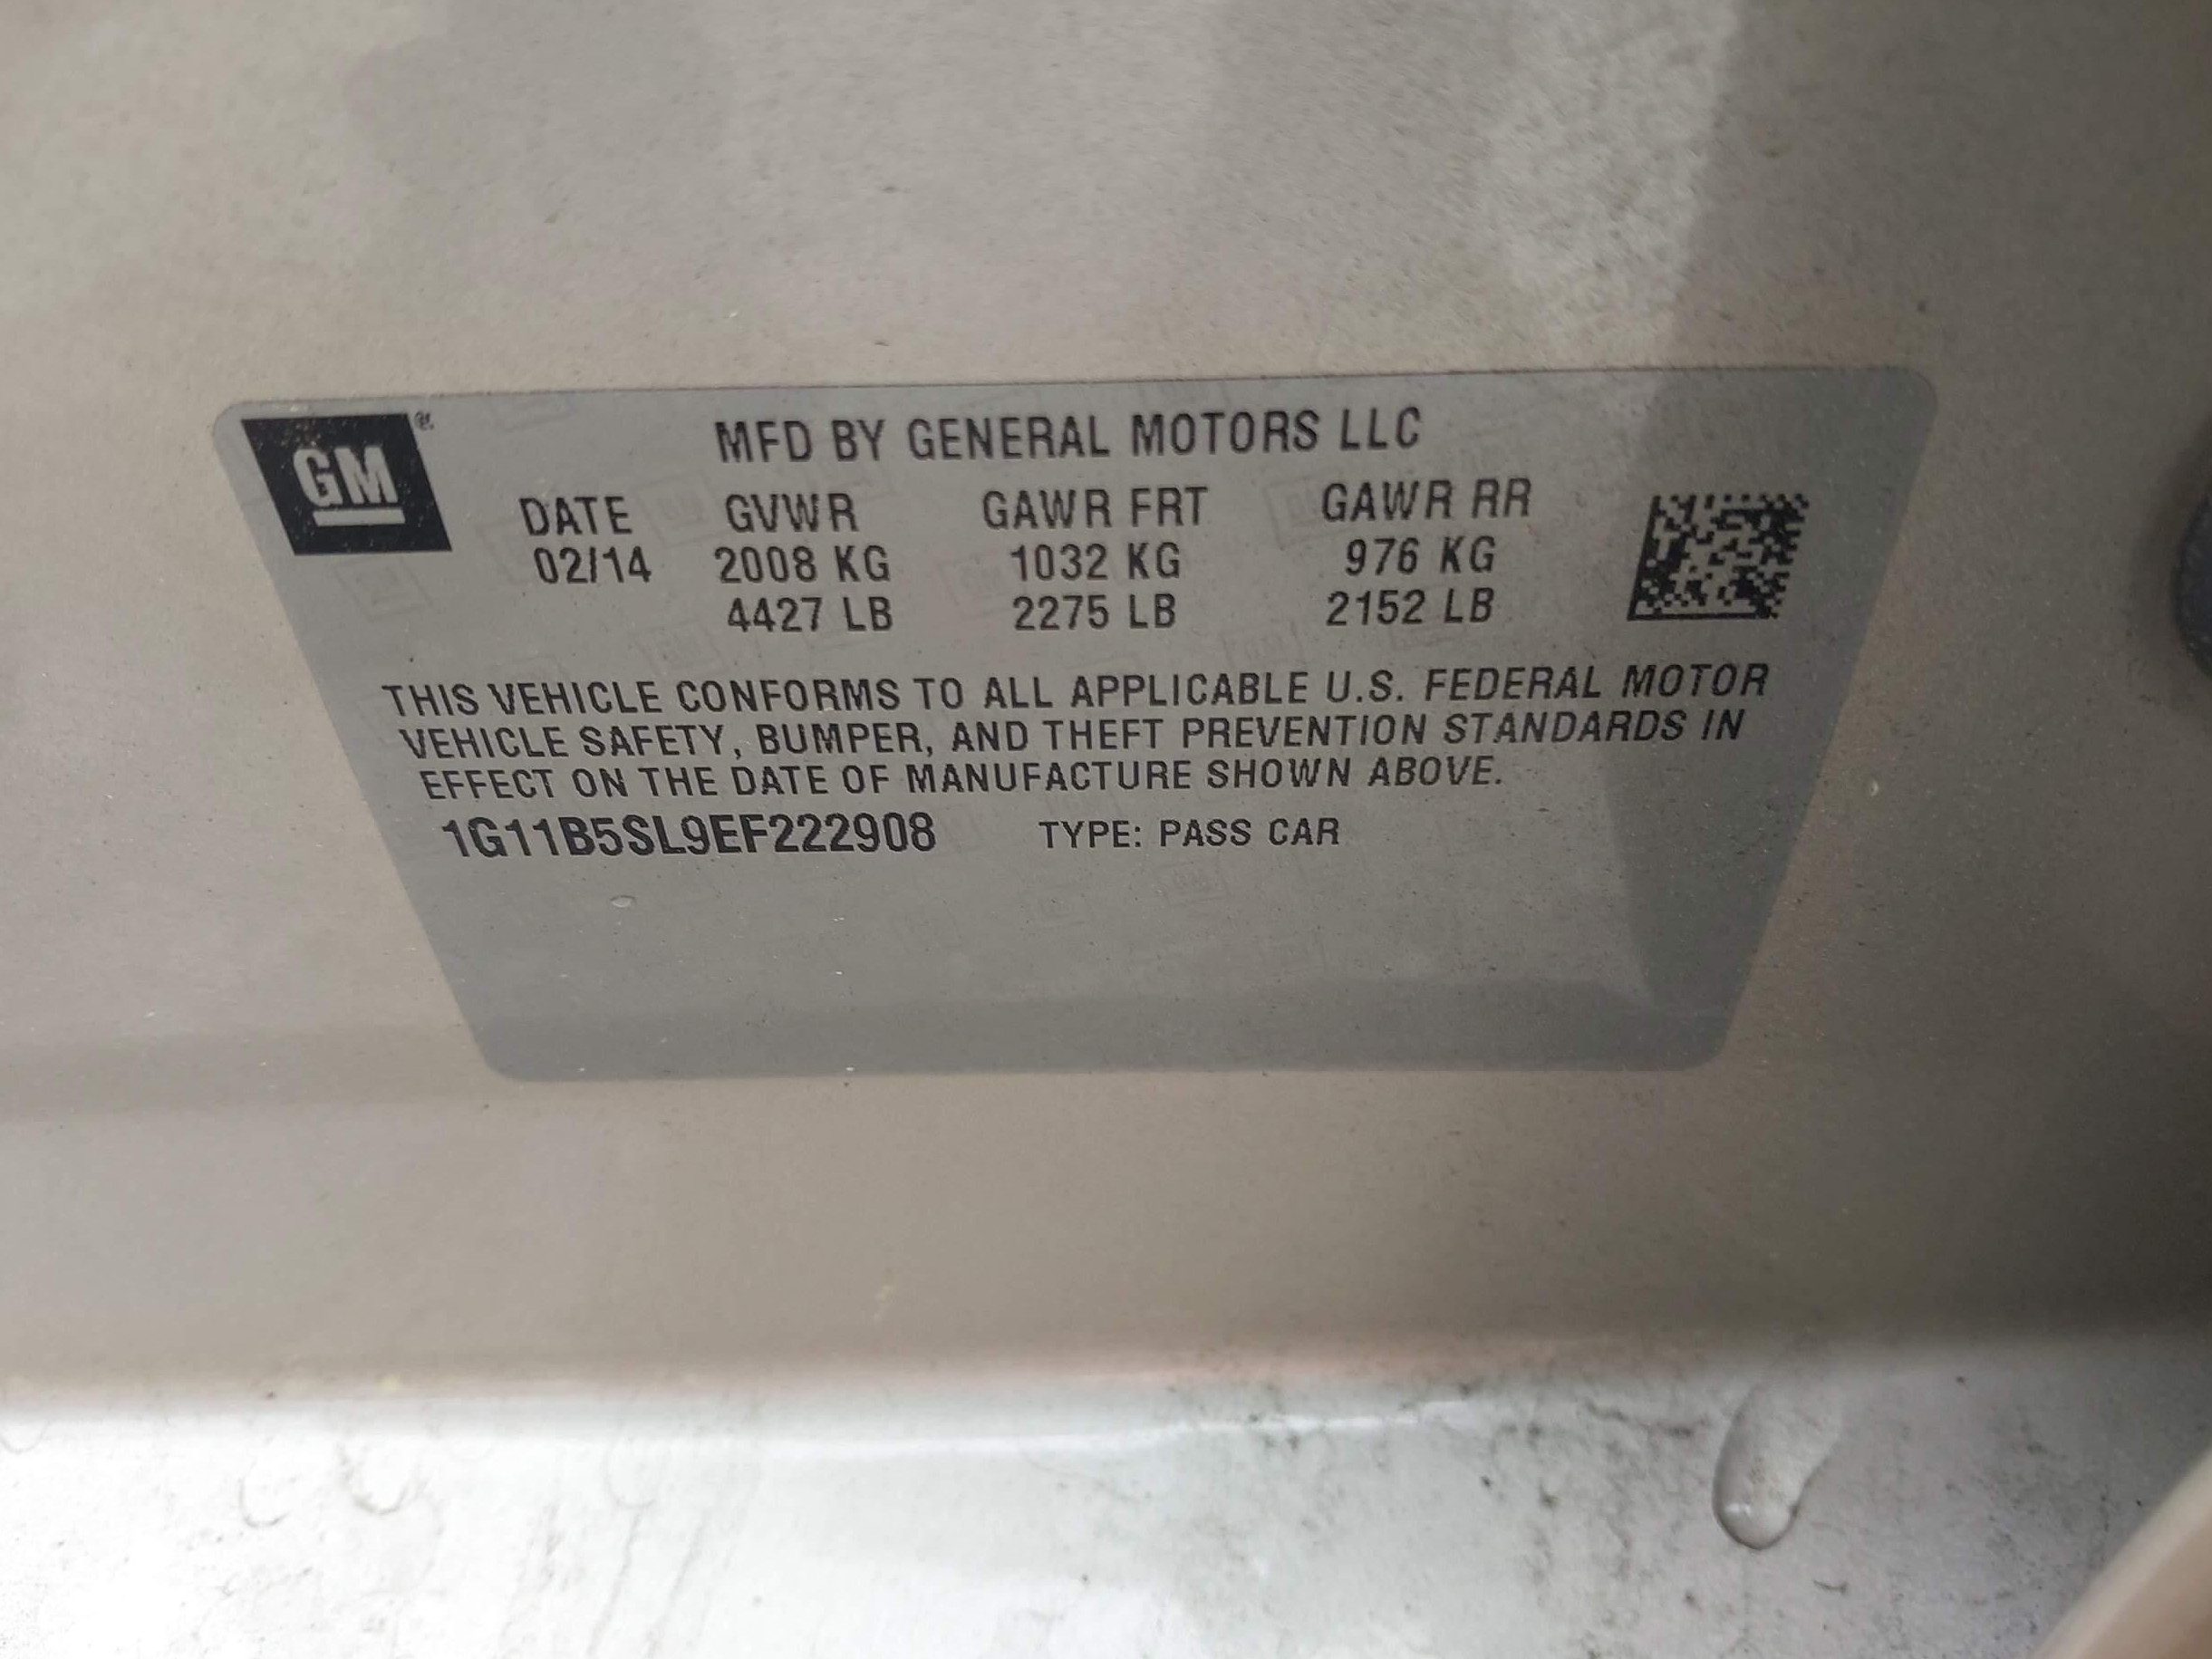 GM®
MFD BY GENERAL MOTORS LLC
DATE GVWR GAWR FRT GAWR RR
02/14 2008 KG 1032 KG 976 KG
4427 LB 2275 LB 2152 LB
THIS VEHICLE CONFORMS TO ALL APPLICABLE U.S. FEDERAL MOTOR
VEHICLE SAFETY, BUMPER, AND THEFT PREVENTION STANDARDS IN
EFFECT ON THE DATE OF MANUFACTURE SHOWN ABOVE.
1G11B5SL9EF222908 TYPE: PASS CAR